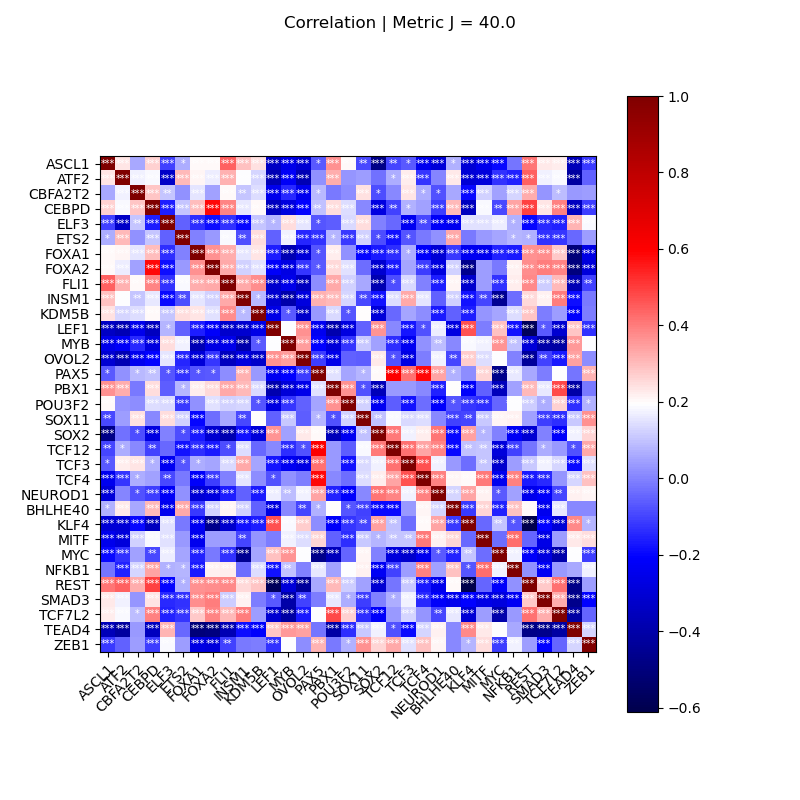 Correlation | Metric J = 40.0
ASCL1
ATF2
CBFA2T2
CEBPD
ELF3
ETS2
FOXA1
FOXA2
FLI1
INSM1
KDM5B
LEF1
MYB
OVOL2
PAX5
PBX1
POU3F2
SOX11
SOX2
TCF12
TCF3
TCF4
NEUROD1
BHLHE40
KLF4
MITF
MYC
NFKB1
REST
SMAD3
TCF7L2
TEAD4
ZEB1
ASCL1
ATF2
CBFA2T2
CEBPD
ELF3
ETS2
FOXA1
FOXA2
FLI1
INSM1
KDM5B
LEF1
MYB
OVOL2
PAX5
PBX1
POU3F2
SOX11
SOX2
TCF12
TCF3
TCF4
NEUROD1
BHLHE40
KLF4
MITF
MYC
NFKB1
REST
SMAD3
TCF7L2
TEAD4
ZEB1
1.0
0.8
0.6
0.4
0.2
0.0
−0.2
−0.4
−0.6